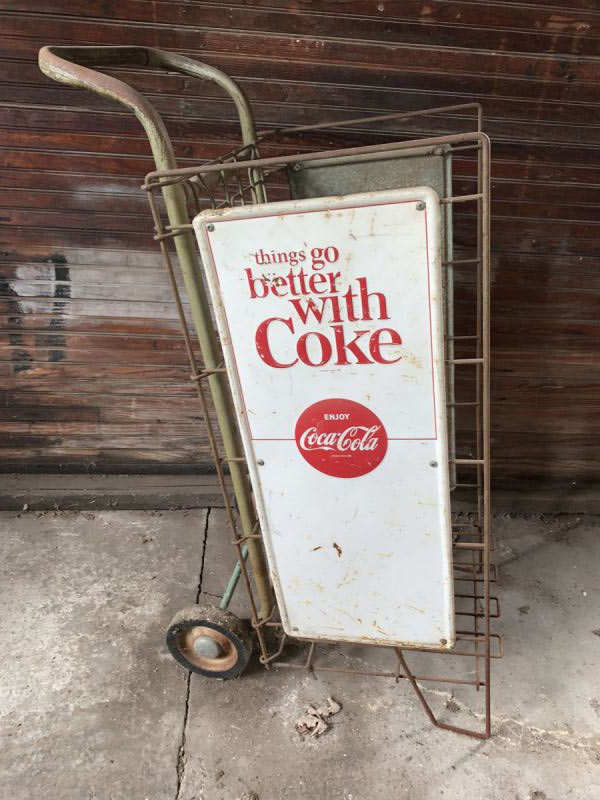 things go
better
with
Coke
ENJOY
Coca-Cola